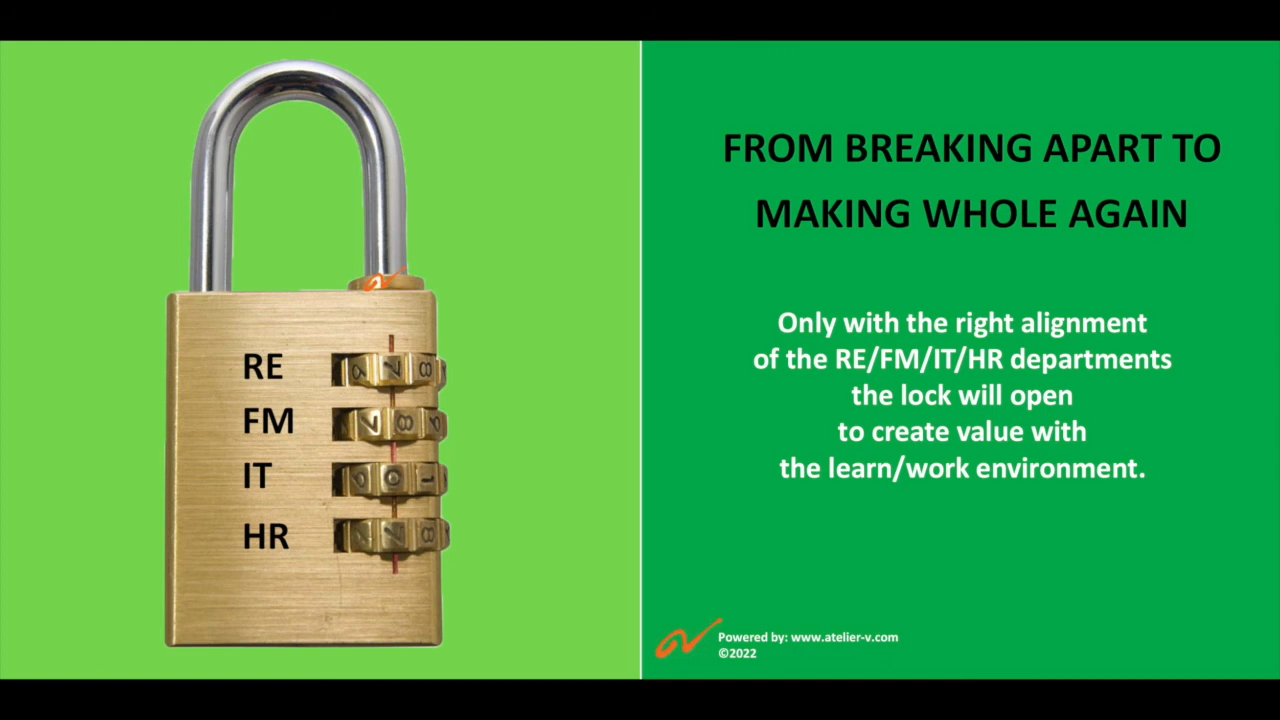 RE
FM
IT
HR
FROM BREAKING APART TO
MAKING WHOLE AGAIN
Only with the right alignment
of the RE/FM/IT/HR departments
the lock will open
to create value with
the learn/work environment.
Powered by: www.atelier-v.com
©2022